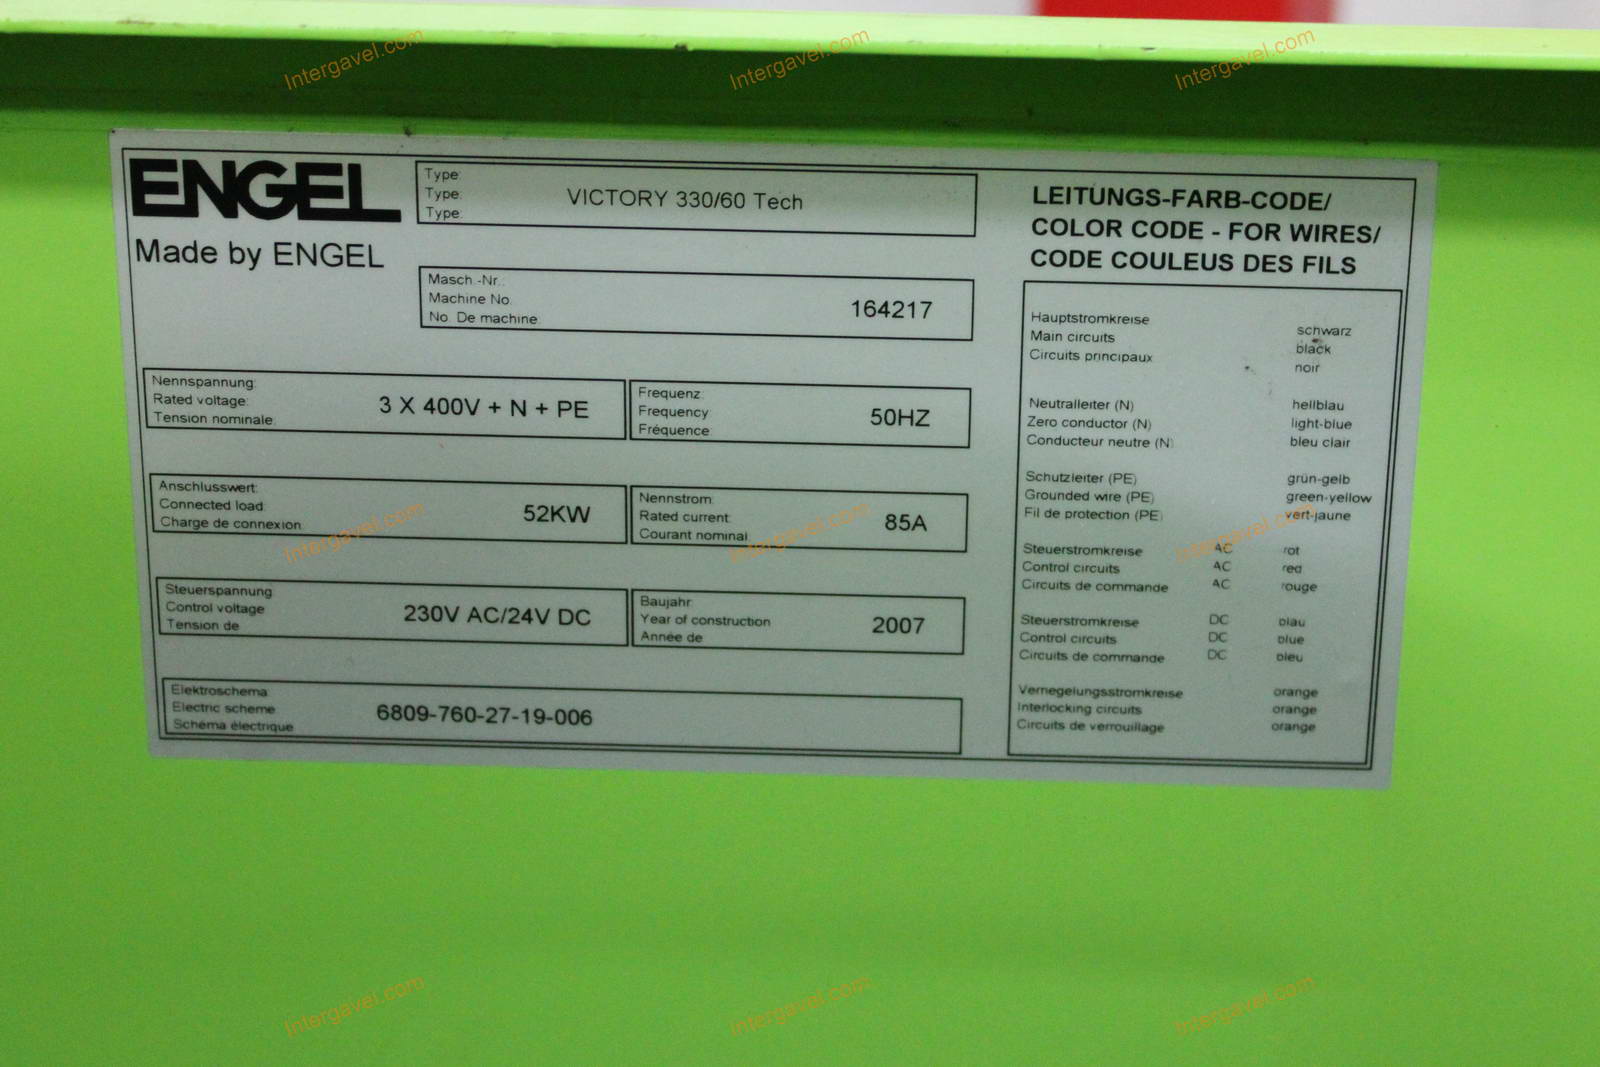 Intergavel.com Intergavel.com Intergavel.com
ENGEL
Made by ENGEL
Type:
Type:
Type:
VICTORY 330/60 Tech
Masch.-Nr.:
Machine No.
No. De machine:
164217
Nennspannung:
Rated voltage:
Tension nominale:
3 X 400V + N + PE
Frequenz:
Frequency
Fréquence:
50HZ
Anschlusswert:
Connected load:
Charge de connexion:
52KW
Nennstrom:
Rated current:
Courant nominal
85A
Steuerspannung
Control voltage
Tension de
230V AC/24V DC
Baujahr:
Year of construction
Année de
2007
Elektroschema
Electric scheme
Schéma électrique
6809-760-27-19-006
LEITUNGS-FARB-CODE/
COLOR CODE - FOR WIRES/
CODE COULEUS DES FILS
Hauptstromkreise schwarz
Main circuits black
Circuits principaux noir
Neutralleiter (N) hellblau
Zero conductor (N) light-blue
Conducteur neutre (N) bleu clair
Schutzleiter (PE) grün-gelb
Grounded wire (PE) green-yellow
Fil de protection (PE) vert-jaune
Steuerstromkreise AC rot
Control circuits AC red
Circuits de commande AC rouge
Steuerstromkreise DC blau
Control circuits DC blue
Circuits de commande DC bleu
Verriegelungsstromkreise orange
Interlocking circuits orange
Circuits de verrouillage orange
Intergavel.com Intergavel.com Intergavel.com
Intergavel.com Intergavel.com Intergavel.com